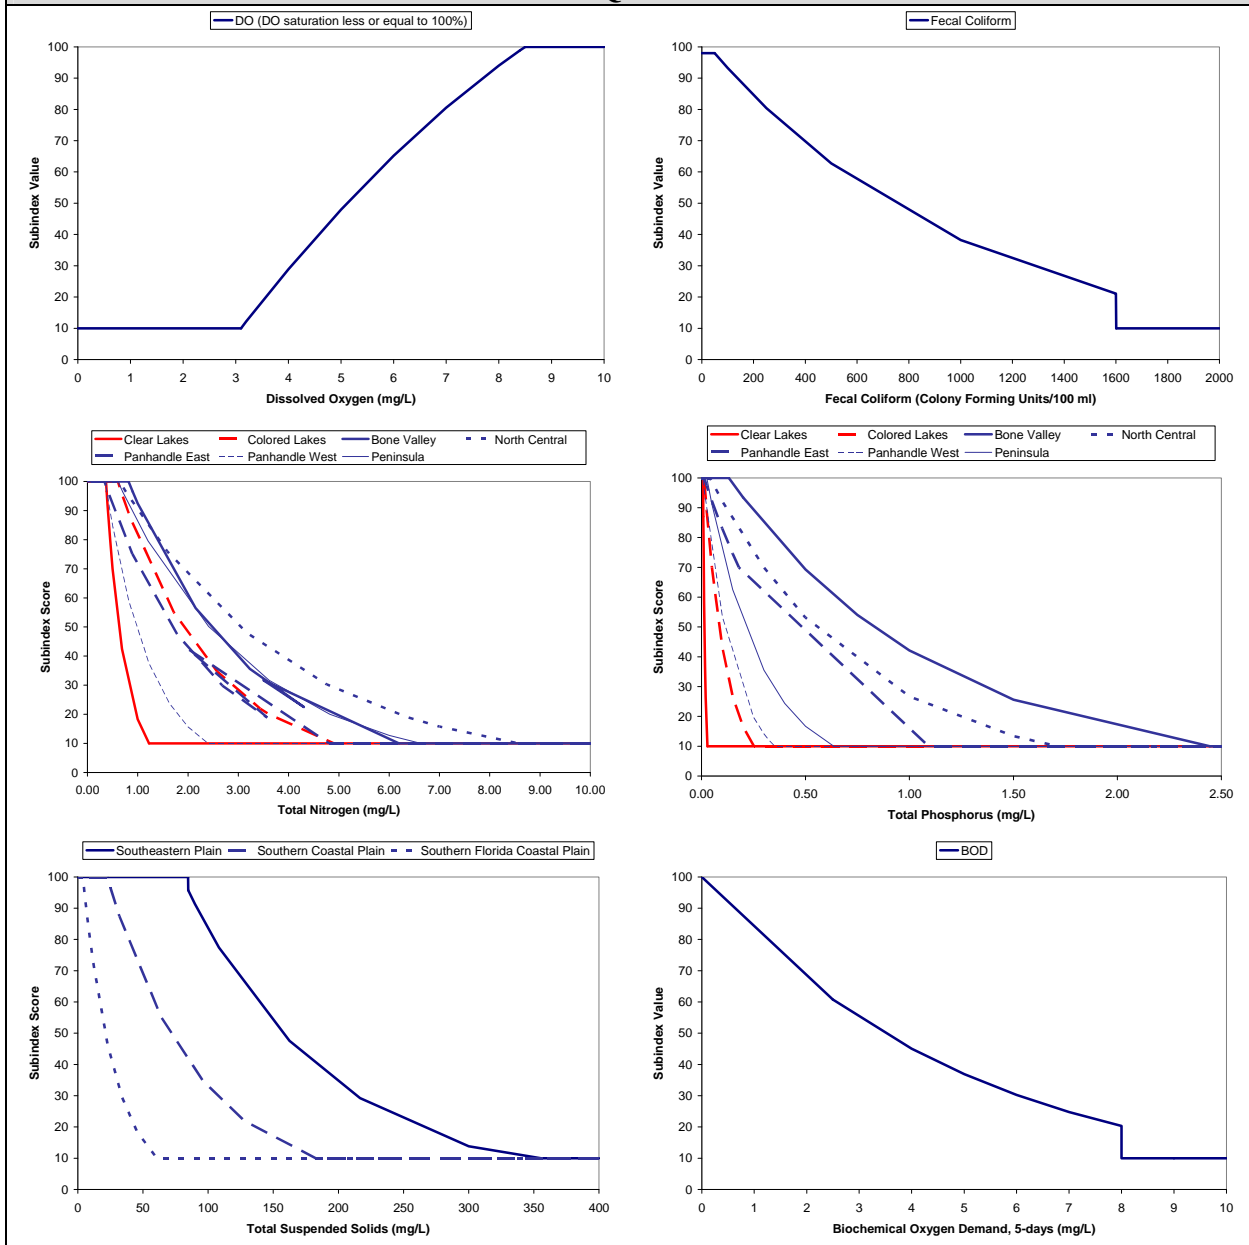 DO (DO saturation less or equal to 100%)
100
90
80
70
60
50
40
30
20
10
0
Subindex Value
0 1 2 3 4 5 6 7 8 9 10
Dissolved Oxygen (mg/L)
Fecal Coliform
100
90
80
70
60
50
40
30
20
10
0
Subindex Value
0 200 400 600 800 1000 1200 1400 1600 1800 2000
Fecal Coliform (Colony Forming Units/100 ml)
Clear Lakes Colored Lakes Bone Valley North Central
Panhandle East Panhandle West Peninsula
100
90
80
70
60
50
40
30
20
10
0
Subindex Score
0.00 1.00 2.00 3.00 4.00 5.00 6.00 7.00 8.00 9.00 10.00
Total Nitrogen (mg/L)
Clear Lakes Colored Lakes Bone Valley North Central
Panhandle East Panhandle West Peninsula
100
90
80
70
60
50
40
30
20
10
0
Subindex Score
0.00 0.50 1.00 1.50 2.00 2.50
Total Phosphorus (mg/L)
Southeastern Plain Southern Coastal Plain Southern Florida Coastal Plain
100
90
80
70
60
50
40
30
20
10
0
Subindex Score
0 50 100 150 200 250 300 350 400
Total Suspended Solids (mg/L)
BOD
100
90
80
70
60
50
40
30
20
10
0
Subindex Value
0 1 2 3 4 5 6 7 8 9 10
Biochemical Oxygen Demand, 5-days (mg/L)